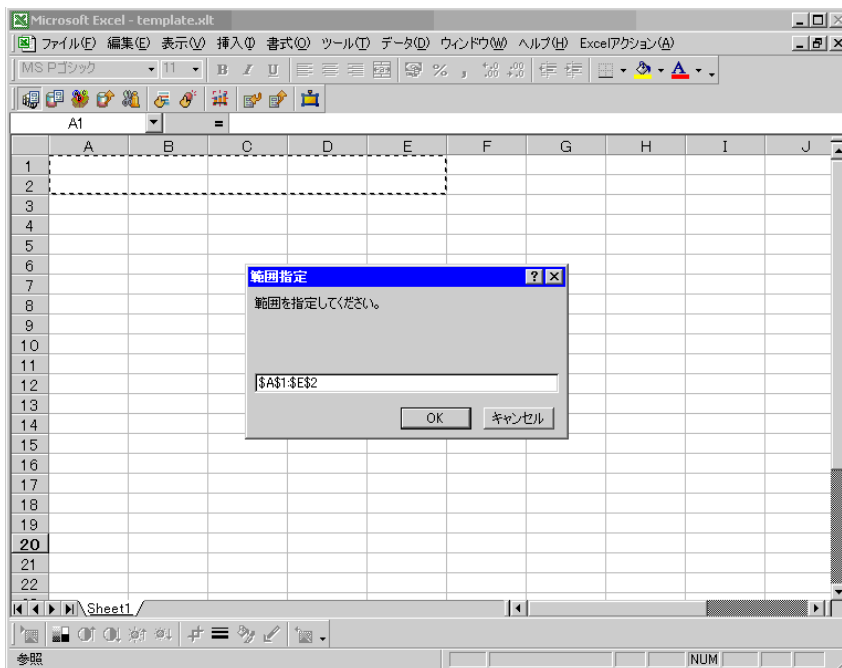 Microsoft Excel - template.xlt
ファイル(F) 編集(E) 表示(V) 挿入(I) 書式(O) ツール(T) データ(D) ウィンドウ(W) ヘルプ(H) Excelアクション(A)
MS Pゴシック 11 B I U % ,
A1 =
A B C D E F G H I J
1
2
3
4
5
6
7
8
9
10
11
12
13
14
15
16
17
18
19
20
21
22
範囲指定
範囲を指定してください。
$A$1:$E$2
OK キャンセル
Sheet1
参照 NUM